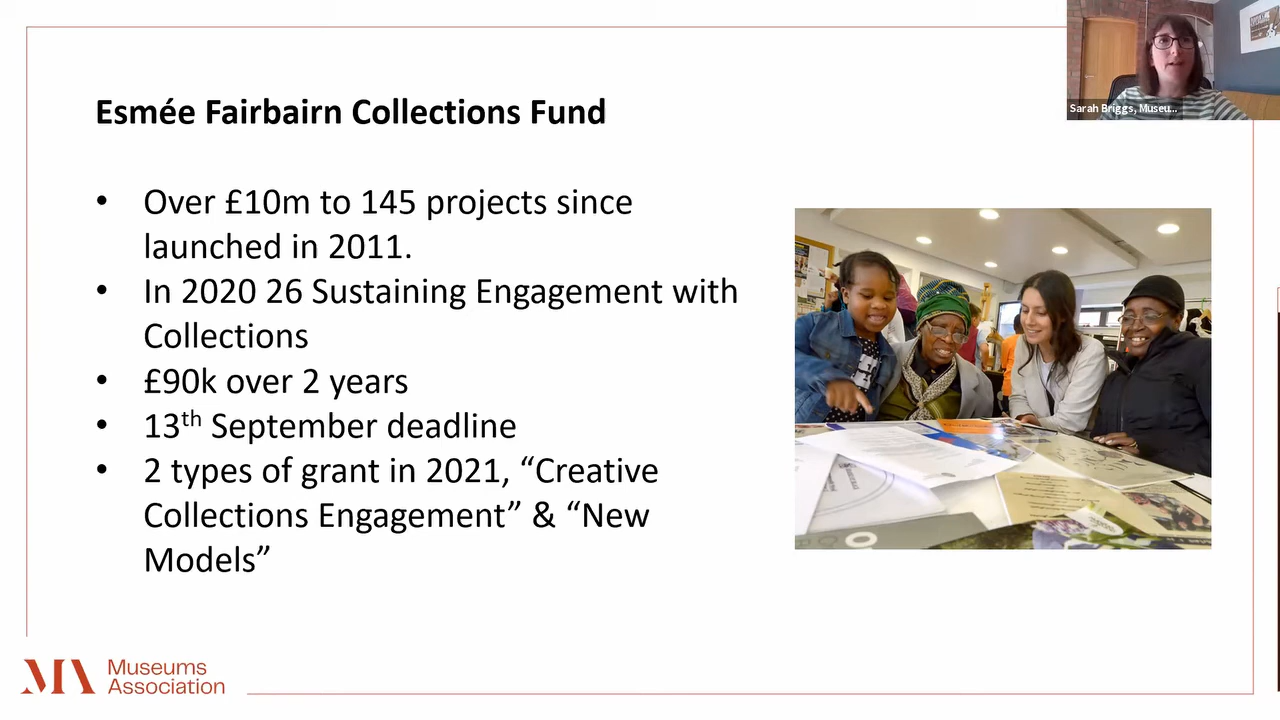 Esmée Fairbairn Collections Fund
• Over £10m to 145 projects since
launched in 2011.
• In 2020 26 Sustaining Engagement with
Collections
• £90k over 2 years
• 13th September deadline
• 2 types of grant in 2021, “Creative
Collections Engagement” & “New
Models”
Sarah Briggs, Museu...
MA Museums
Association